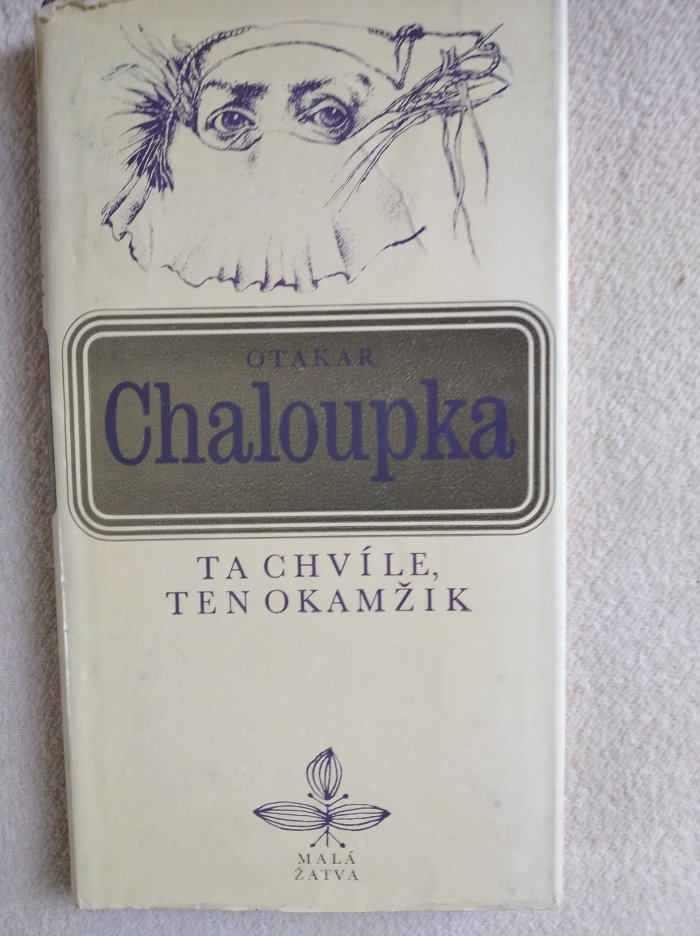 OTAKAR
Chaloupka
TA CHVÍLE,
TEN OKAMŽIK
MALÁ
ŽATVA